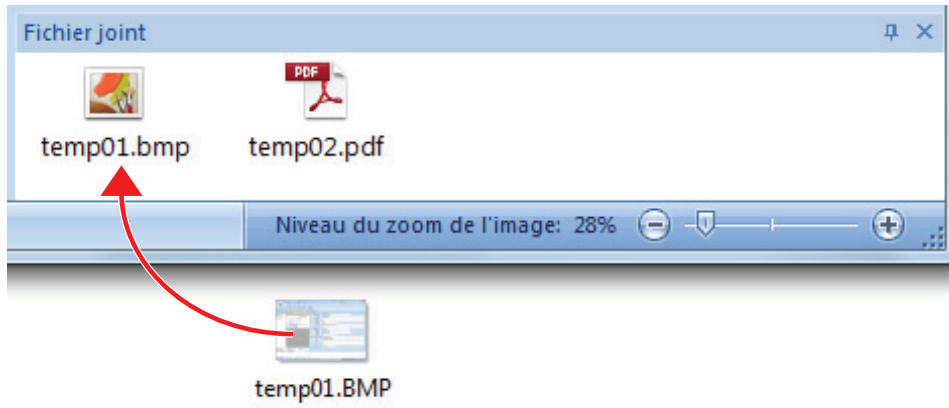 Fichier joint
PDF
temp01.bmp
temp02.pdf
Niveau du zoom de l'image: 28%
temp01.BMP